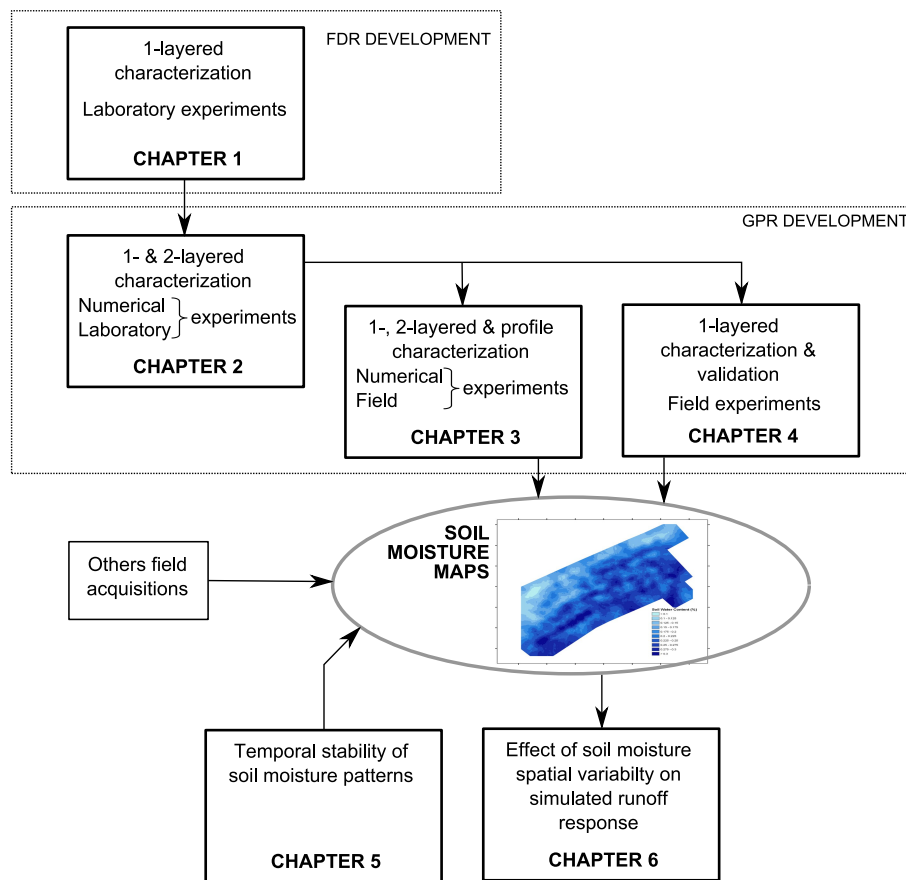 FDR DEVELOPMENT
1-layered
characterization
Laboratory experiments
CHAPTER 1
GPR DEVELOPMENT
1- & 2-layered
characterization
Numerical
Laboratory
experiments
CHAPTER 2
1-, 2-layered & profile
characterization
Numerical
Field
experiments
CHAPTER 3
1-layered
characterization &
validation
Field experiments
CHAPTER 4
SOIL
MOISTURE
MAPS
Soil Water Content (%)
Others field
acquisitions
Temporal stability of
soil moisture patterns
CHAPTER 5
Effect of soil moisture
spatial variabilty on
simulated runoff
response
CHAPTER 6